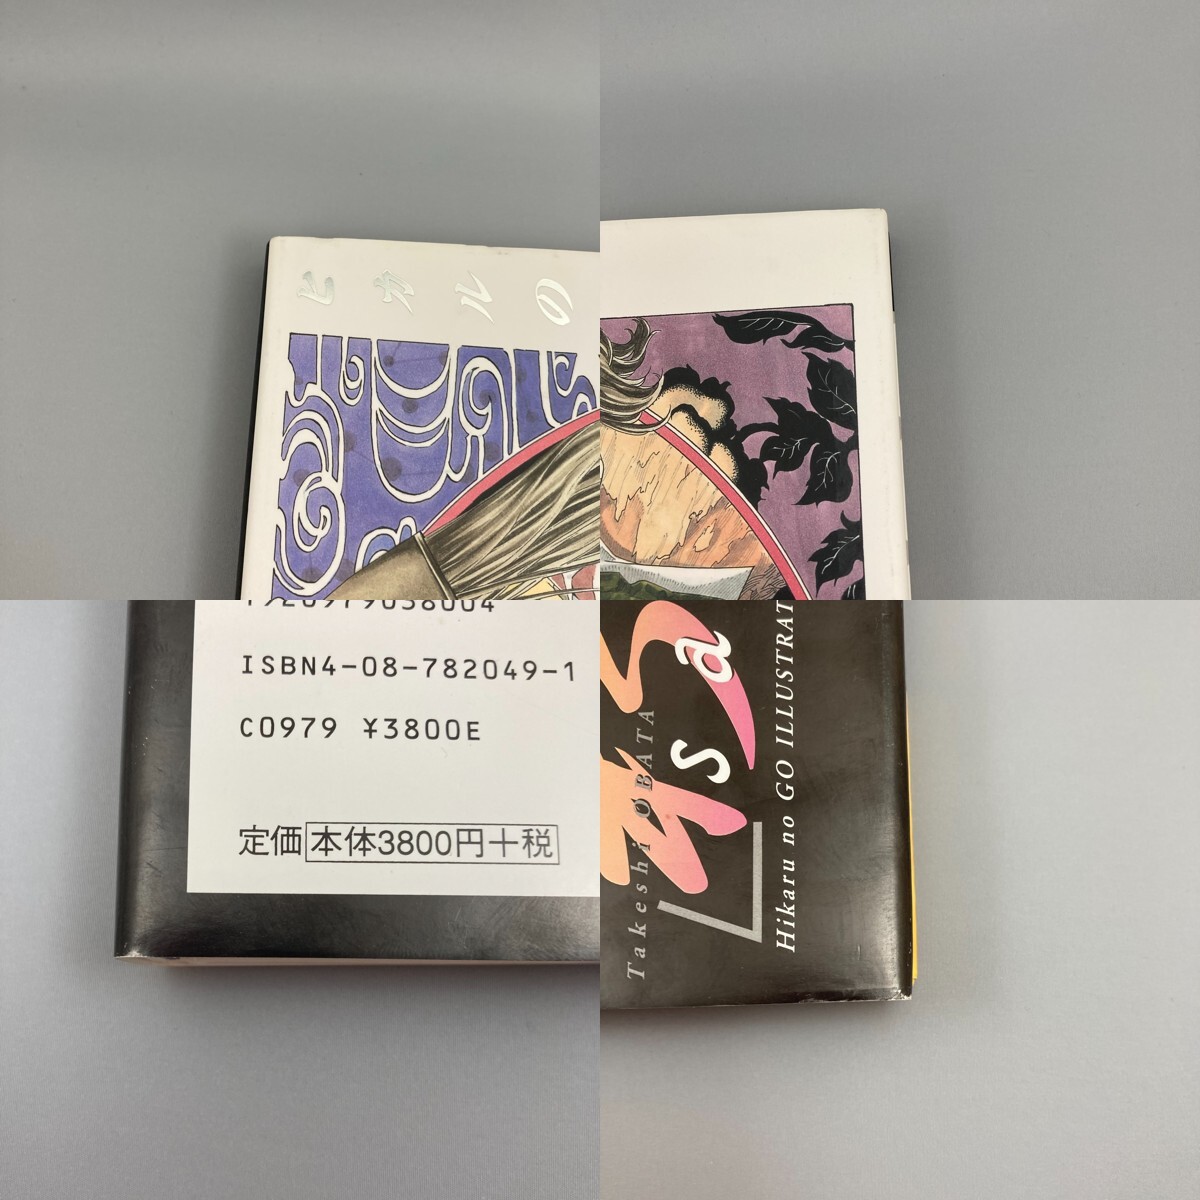 ヒカルの
ISBN4-08-782049-1
C0979 ¥3800E
定価 本体3800円+税
a
S
Takeshi OBATA
Hikaru no GO ILLUSTRAT